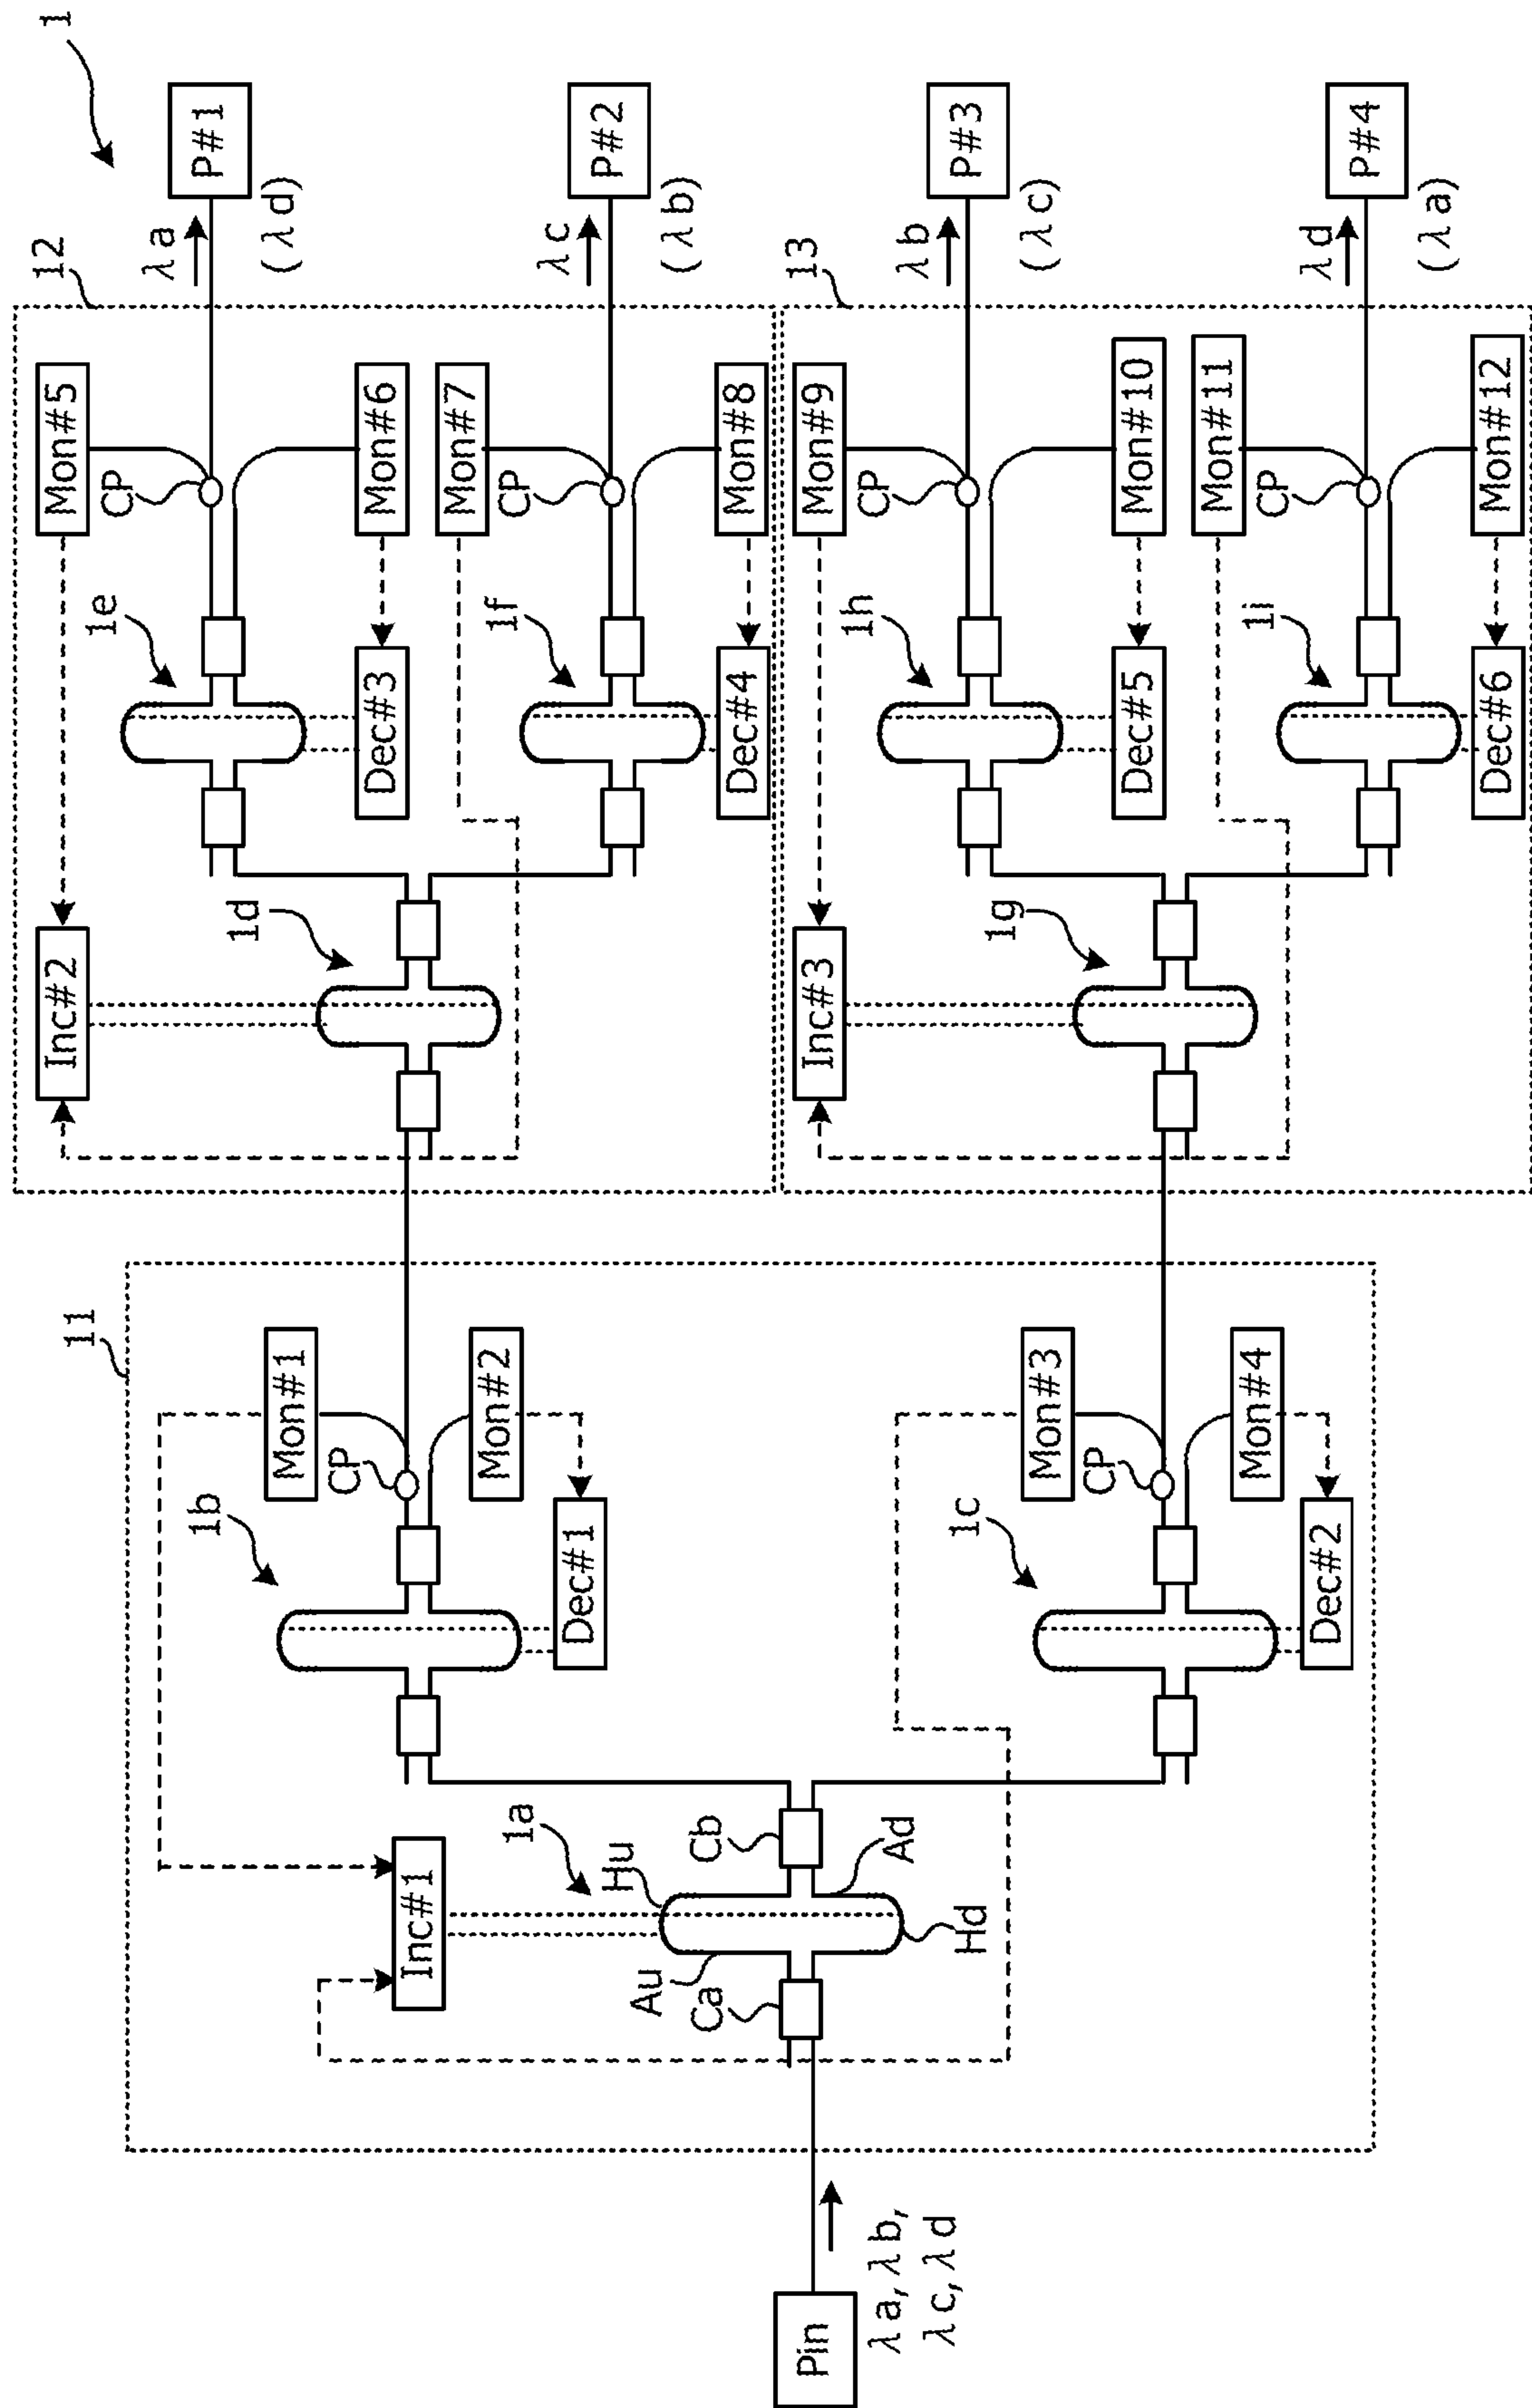 1
11
12
13
Pin
λa,λb,
λc,λd
Inc#1
1a
Hu
Hd
Au
Ad
Ca
Cb
1b
CP
Mon#1
Mon#2
Dec#1
1c
CP
Mon#3
Mon#4
Dec#2
Inc#2
1d
1e
CP
Mon#5
Mon#6
Dec#3
1f
CP
Mon#7
Mon#8
Dec#4
λa
(λd)
P#1
λc
(λb)
P#2
Inc#3
1g
1h
CP
Mon#9
Mon#10
Dec#5
1i
CP
Mon#11
Mon#12
Dec#6
λb
(λc)
P#3
λd
(λa)
P#4